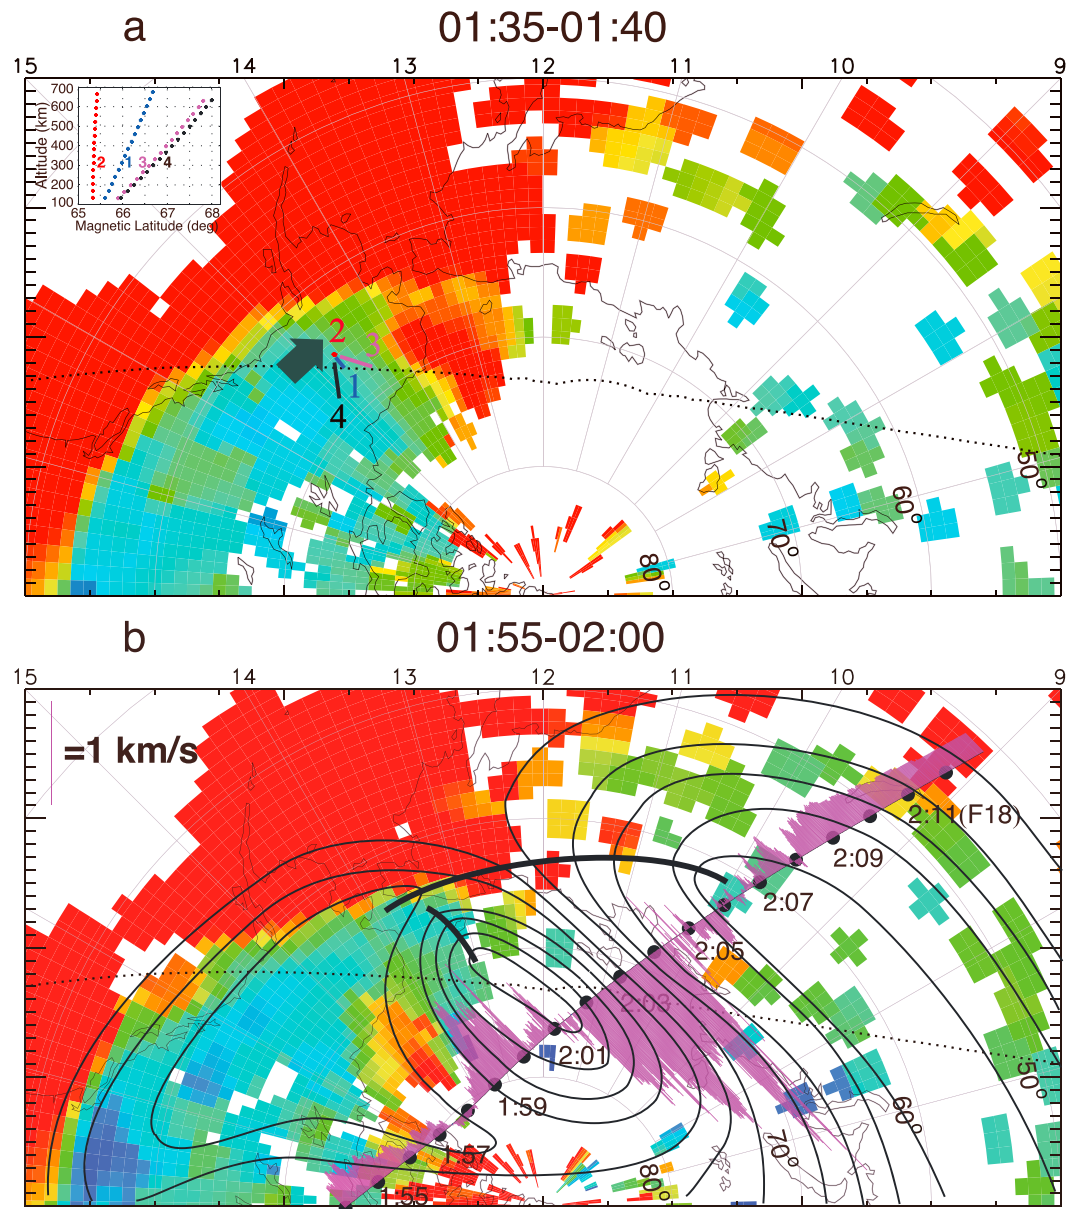 a 01:35-01:40
15 14 13 12 11 10 9
700
600
500
400
300
200
100
Altitude (km)
2 1 3 4
65 66 67 68
Magnetic Latitude (deg)
2
3
1
4
50°
60°
70°
80°
b 01:55-02:00
15 14 13 12 11 10 9
=1 km/s
2:11(F18)
2:09
2:07
2:05
2:03
2:01
1:59
1:57
1:55
50°
60°
70°
80°